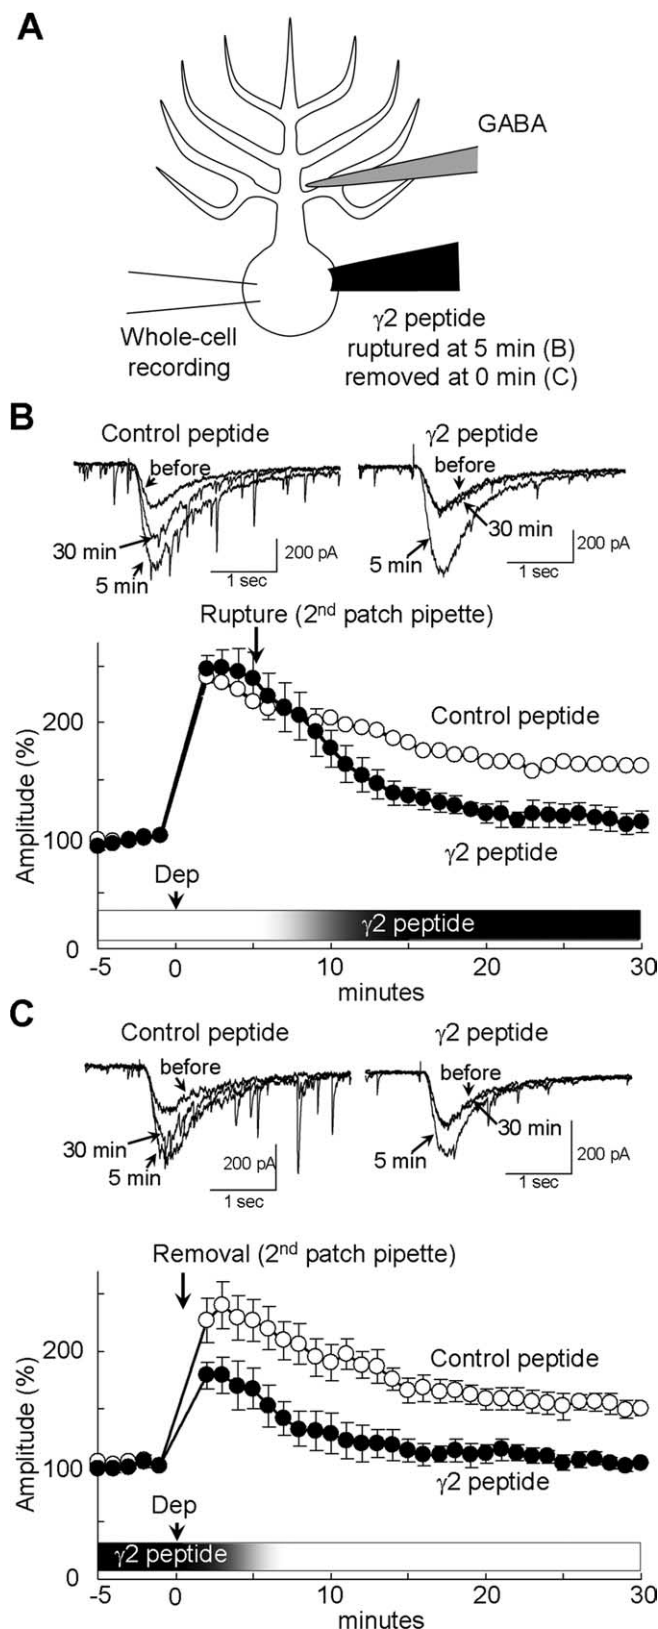 A
GABA
Whole-cell
recording
γ2 peptide
ruptured at 5 min (B)
removed at 0 min (C)
B
Control peptide
γ2 peptide
before
before
30 min
30 min
5 min
5 min
200 pA
200 pA
1 sec
1 sec
Rupture (2nd patch pipette)
200
Control peptide
Amplitude (%)
100
γ2 peptide
Dep
γ2 peptide
0
-5 0 10 20 30
minutes
C
Control peptide
γ2 peptide
before
before
30 min
30 min
5 min
5 min
200 pA
200 pA
1 sec
1 sec
Removal (2nd patch pipette)
200
Control peptide
Amplitude (%)
100
γ2 peptide
Dep
γ2 peptide
0
-5 0 10 20 30
minutes